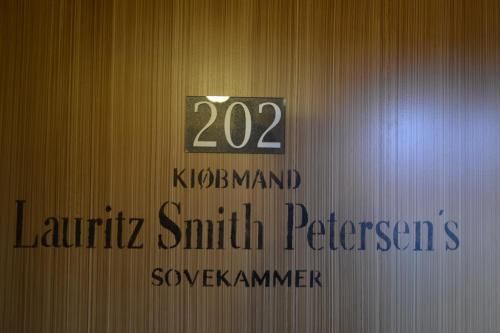 202
KIØBMAND
Lauritz Smith Petersen's
SOVEKAMMER